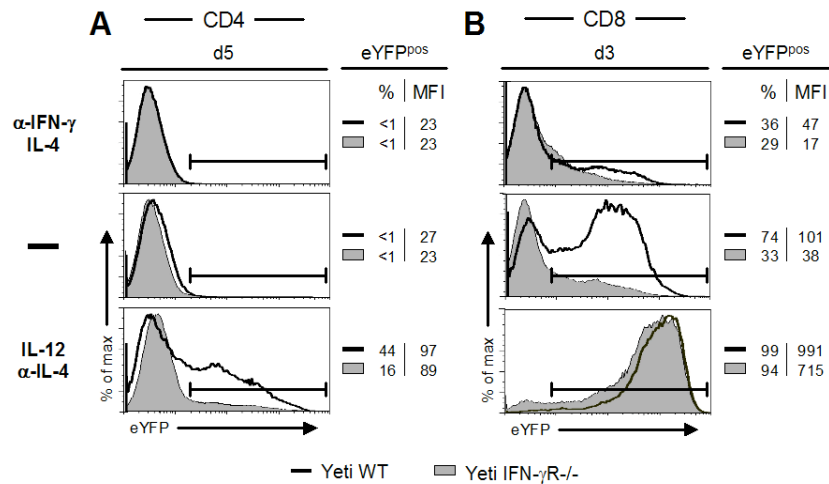 A CD4 B CD8
d5 eYFPpos d3 eYFPpos
% MFI % MFI
α-IFN-γ
IL-4
<1 23
<1 23
36 47
29 17
<1 27
<1 23
74 101
33 38
IL-12
α-IL-4
% of max
44 97
16 89
% of max
99 991
94 715
eYFP eYFP
Yeti WT Yeti IFN-γR-/-